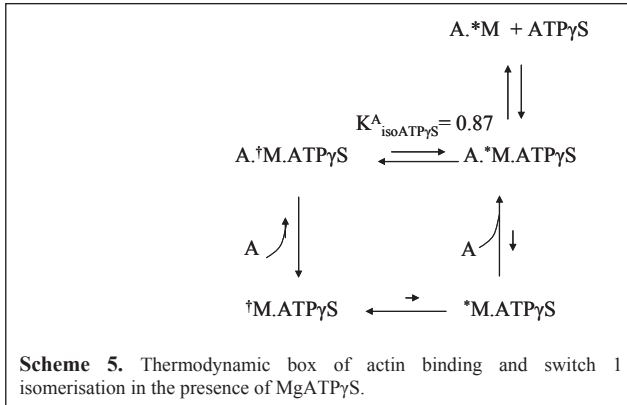 A.*M + ATPγS
K^A_isoATPγS = 0.87
A.†M.ATPγS A.*M.ATPγS
A A
†M.ATPγS *M.ATPγS
Scheme 5. Thermodynamic box of actin binding and switch 1
isomerisation in the presence of MgATPγS.